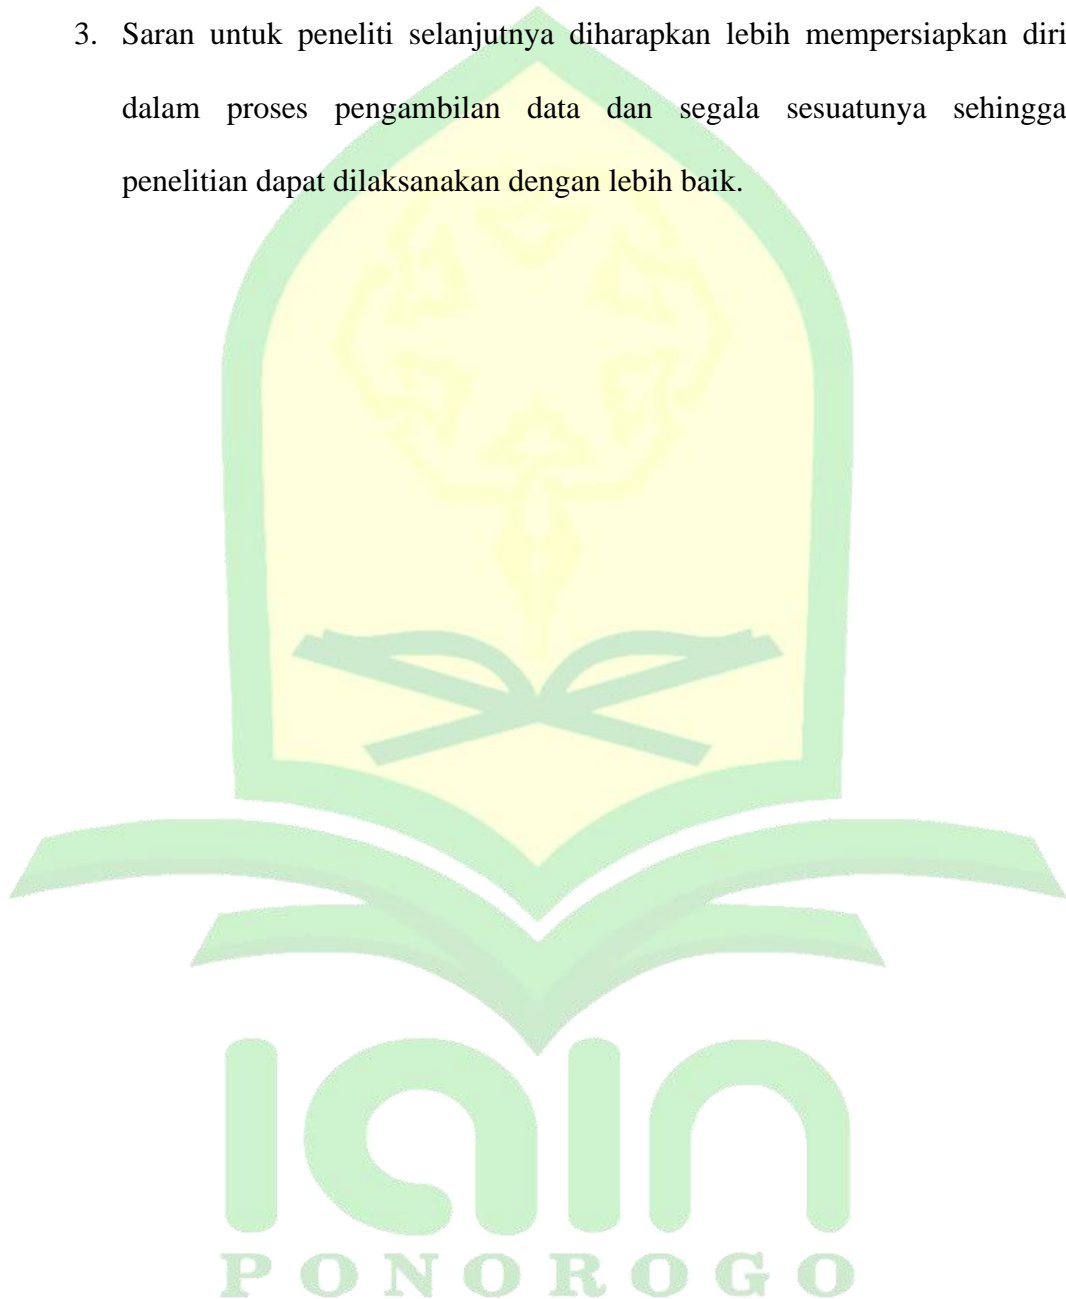 3. Saran untuk peneliti selanjutnya diharapkan lebih mempersiapkan diri
dalam proses pengambilan data dan segala sesuatunya sehingga
penelitian dapat dilaksanakan dengan lebih baik.
iain
PONOROGO